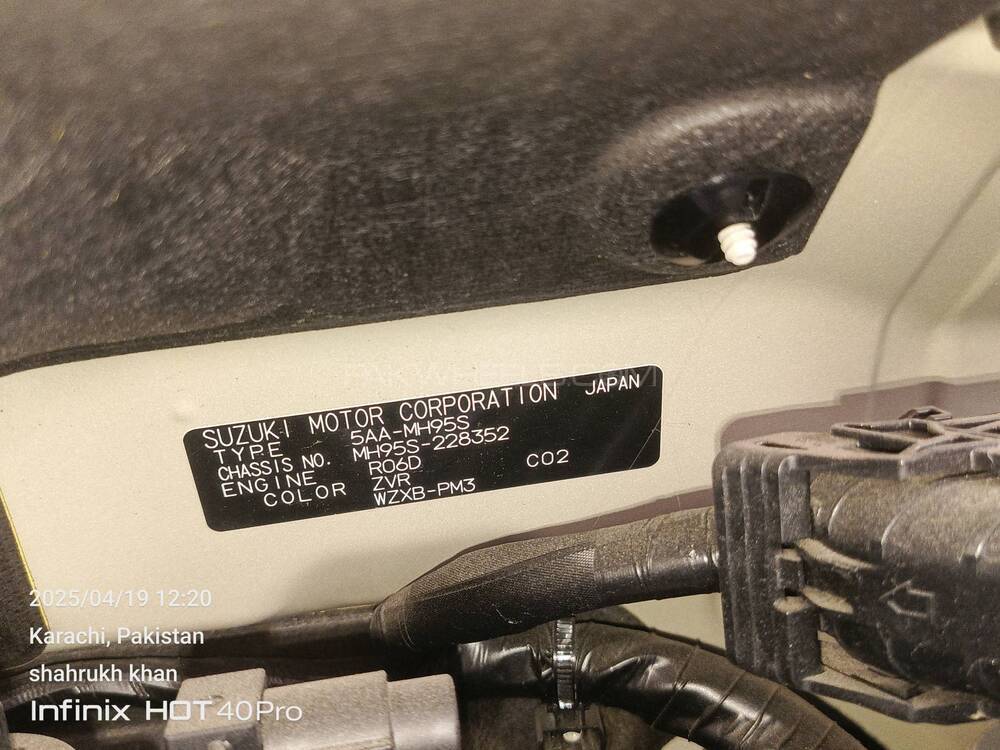 SUZUKI MOTOR CORPORATION JAPAN
TYPE 5AA-MH95S
CHASSIS NO. MH95S-228352
ENGINE R06D C02
COLOR ZVR
WZXB-PM3
2025/04/19 12:20
Karachi, Pakistan
shahrukh khan
Infinix HOT 40Pro